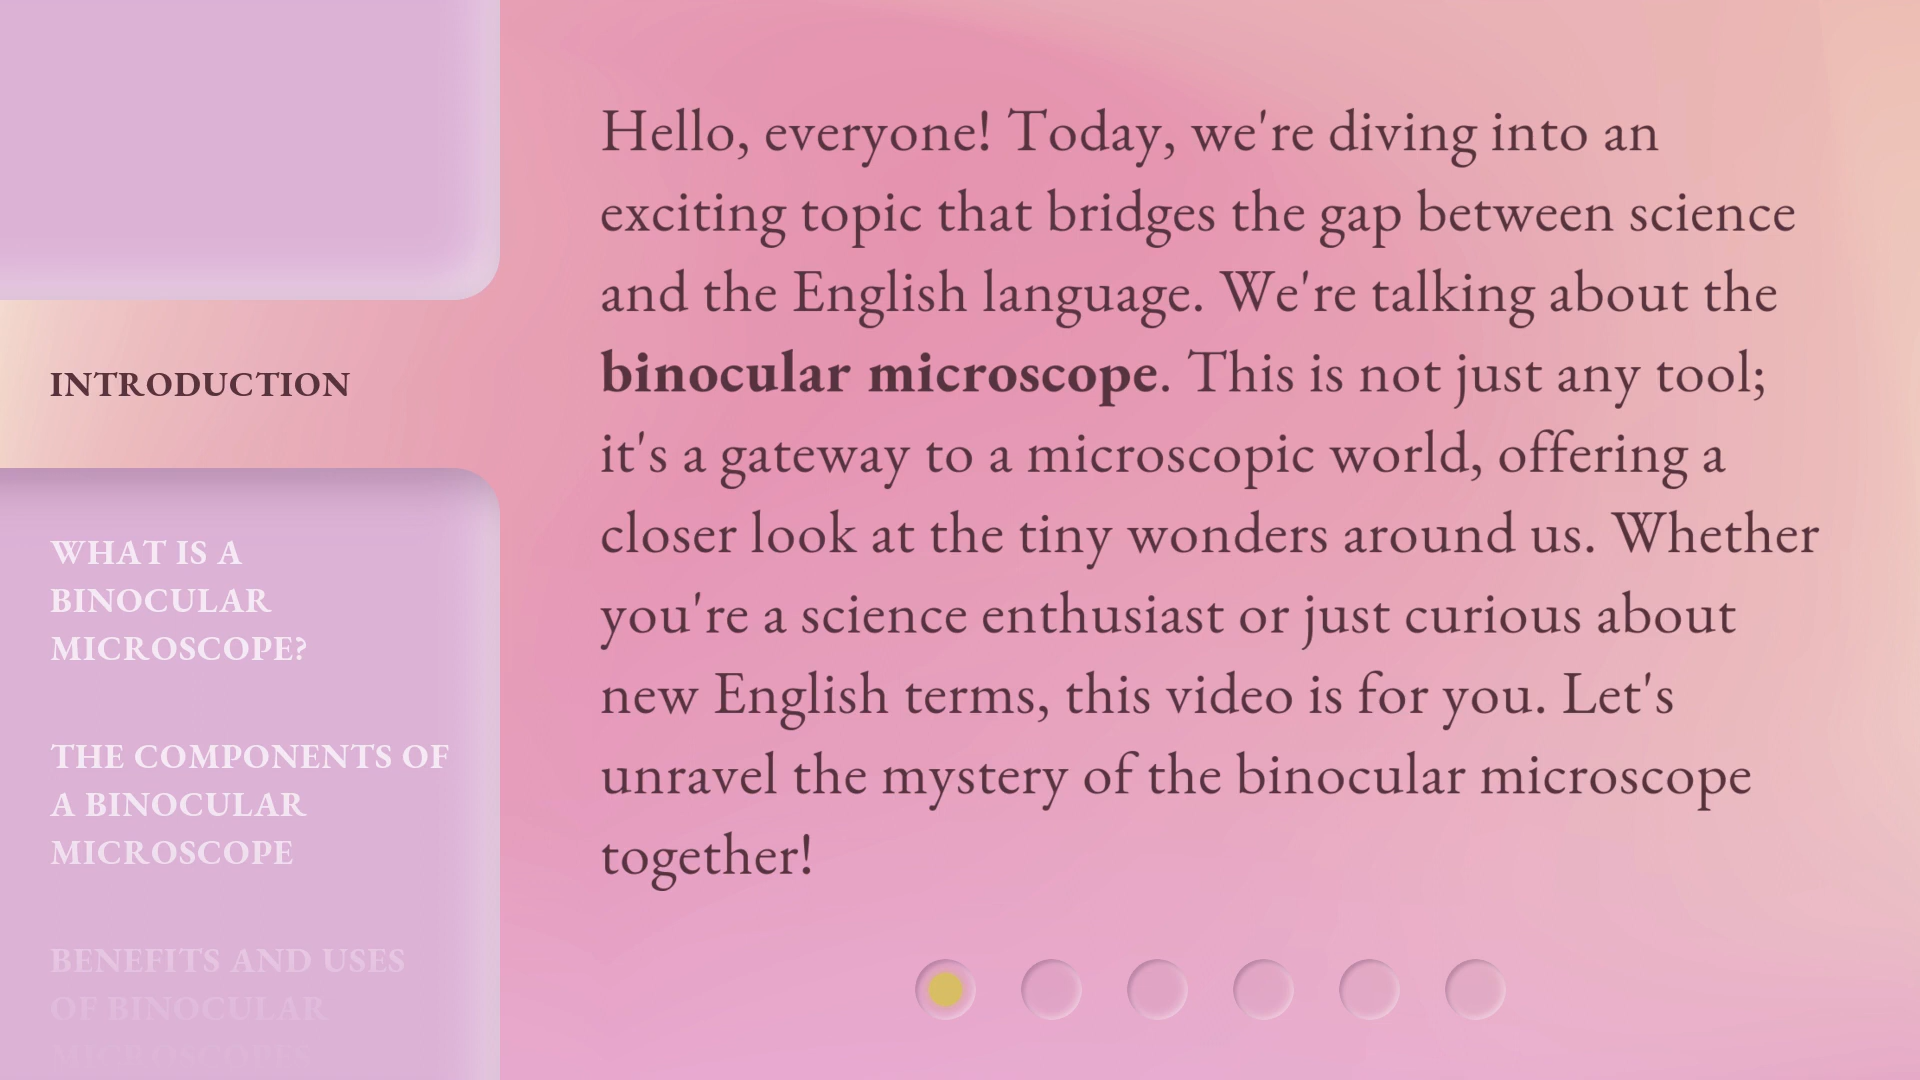 INTRODUCTION
WHAT IS A
BINOCULAR
MICROSCOPE?
THE COMPONENTS OF
A BINOCULAR
MICROSCOPE
BENEFITS AND USES
OF BINOCULAR
MICROSCOPES
Hello, everyone! Today, we're diving into an
exciting topic that bridges the gap between science
and the English language. We're talking about the
binocular microscope. This is not just any tool;
it's a gateway to a microscopic world, offering a
closer look at the tiny wonders around us. Whether
you're a science enthusiast or just curious about
new English terms, this video is for you. Let's
unravel the mystery of the binocular microscope
together!